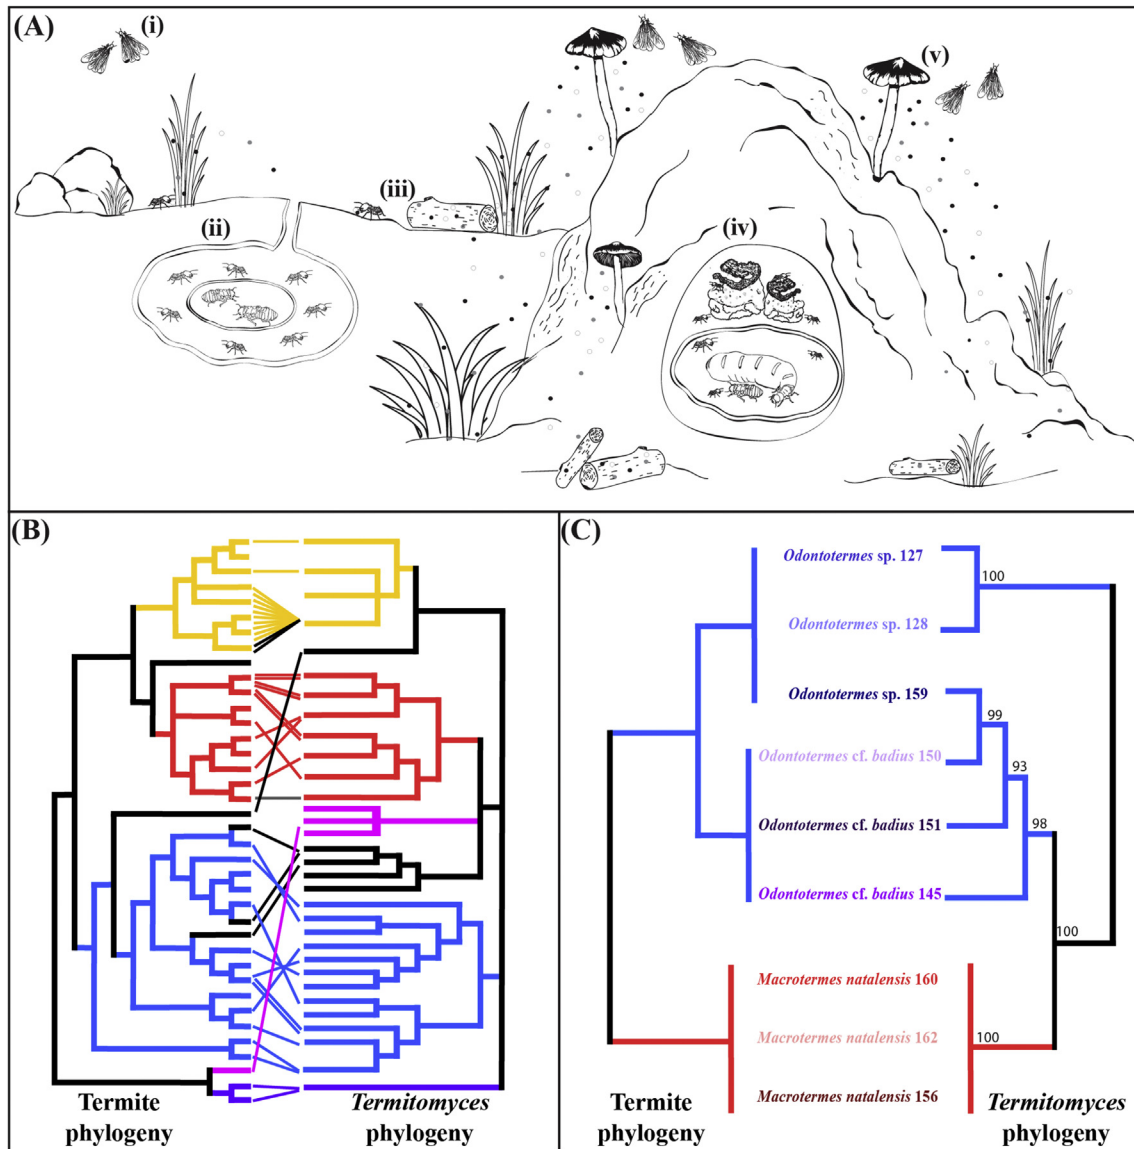 (A)
(i)
(v)
(iii)
(ii)
(iv)
(B)
Termite
phylogeny
Termitomyces
phylogeny
(C)
Odontotermes sp. 127
100
Odontotermes sp. 128
Odontotermes sp. 159
99
Odontotermes cf. badius 150
93
Odontotermes cf. badius 151
98
Odontotermes cf. badius 145
100
Macrotermes natalensis 160
Macrotermes natalensis 162
100
Macrotermes natalensis 156
Termite
phylogeny
Termitomyces
phylogeny